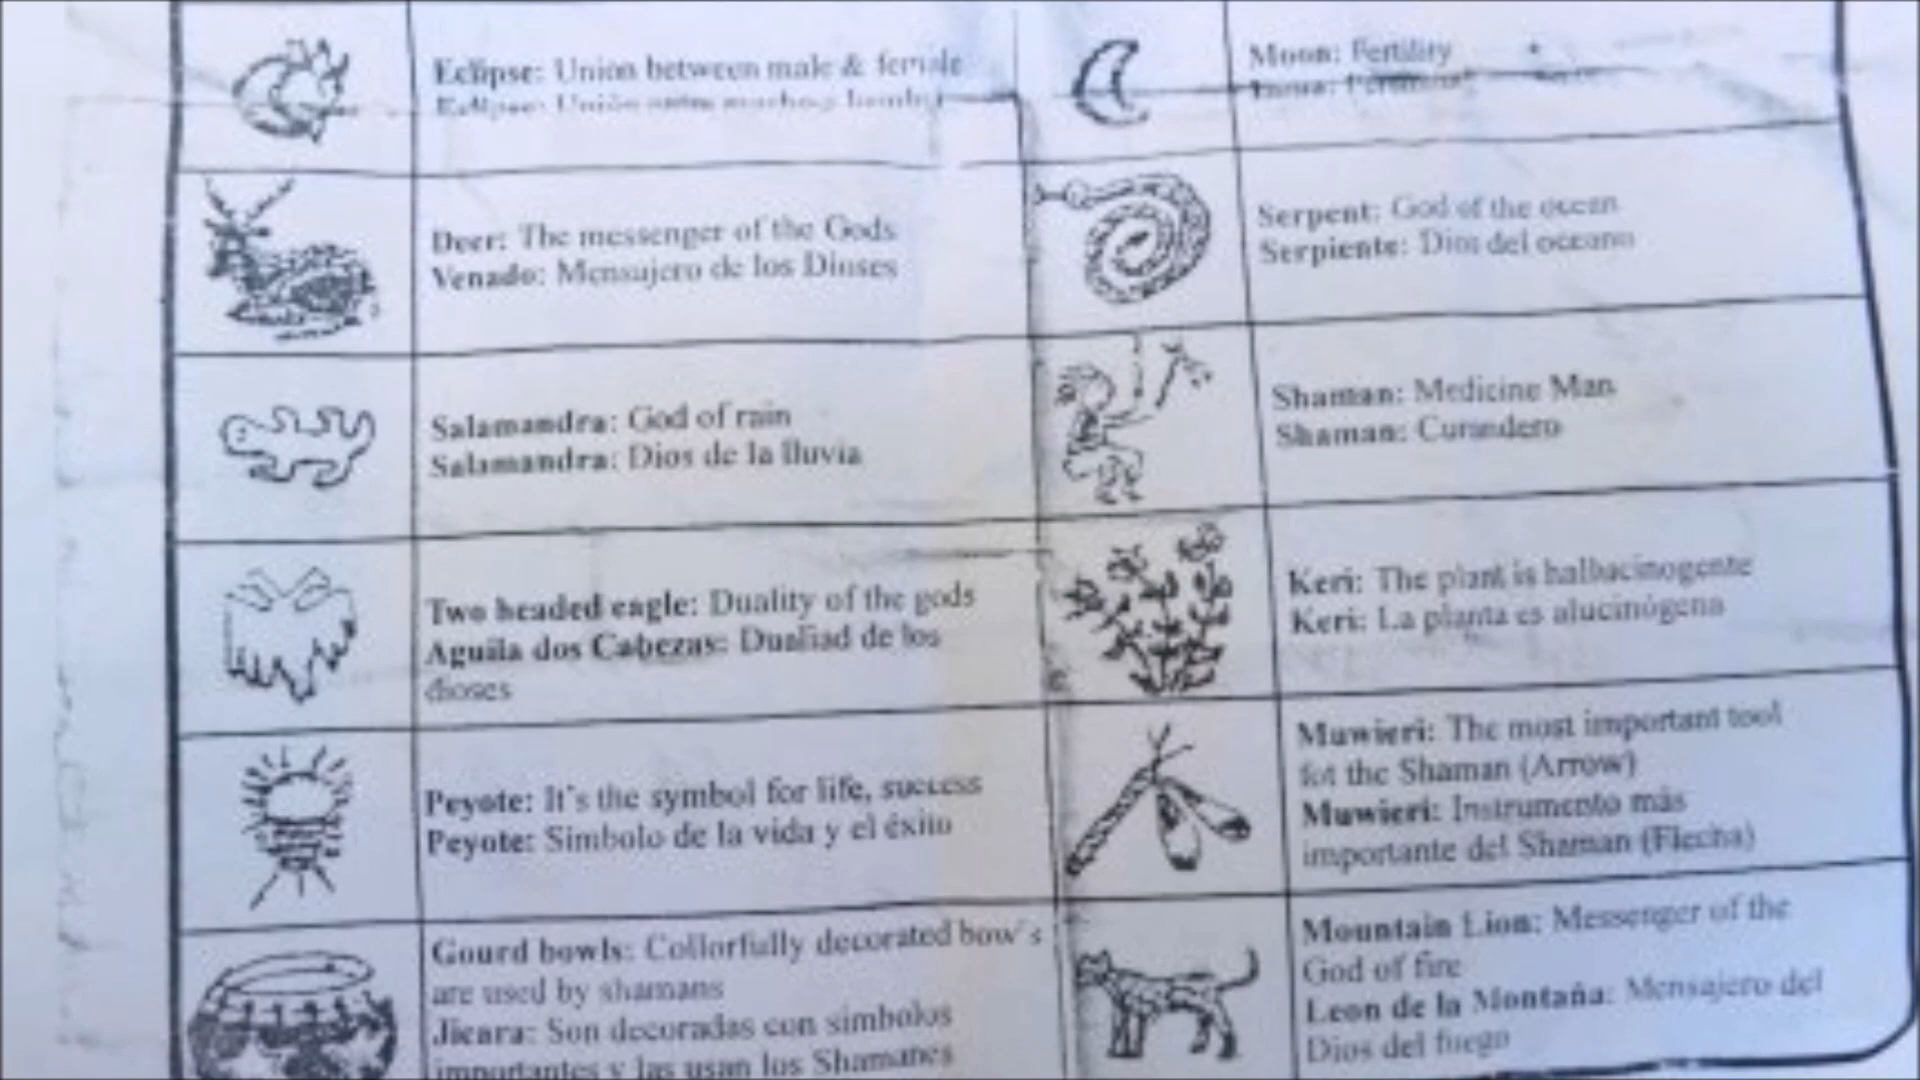 Eclipse: Union between male & female
Eclipse: Unión entre macho y hembra
Moon: Fertility
Deer: The messenger of the Gods
Venado: Mensajero de los Dioses
Serpent: God of the ocean
Serpiente: Dios del oceano
Salamandra: God of rain
Salamandra: Dios de la lluvia
Shaman: Medicine Man
Shaman: Curandero
Two headed eagle: Duality of the gods
Aguila dos Cabezas: Dualiad de los
dioses
Keri: The plant is hallucinogente
Keri: La planta es alucinógena
Peyote: It's the symbol for life, success
Peyote: Simbolo de la vida y el éxito
Muwieri: The most important tool
fot the Shaman (Arrow)
Muwieri: Instrumento más
importante del Shaman (Flecha)
Gourd bowls: Collorfully decorated bow's
are used by shamans
Jicara: Son decoradas con simbolos
importantes y las usan los Shamanes
Mountain Lion: Messenger of the
God of fire
Leon de la Montaña: Mensajero del
Dios del fuego